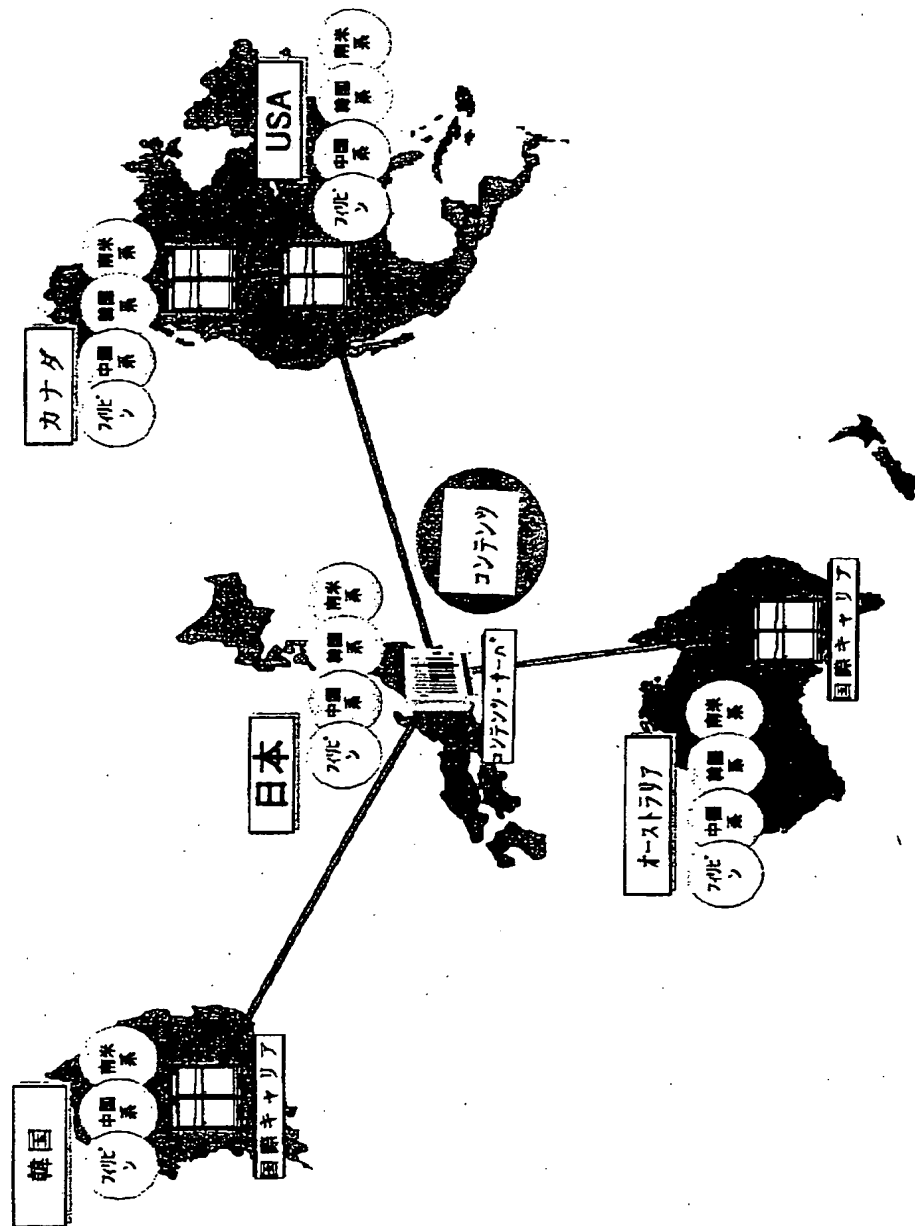 韓国
フィリピ
ン
中国
系
南米
系
国際キャリア
日本
フィリピ
ン
中国
系
韓国
系
南米
系
コンテンツ・サーバ
コンテンツ
カナダ
フィリピ
ン
中国
系
韓国
系
南米
系
USA
フィリピ
ン
中国
系
韓国
系
南米
系
オーストラリア
フィリピ
ン
中国
系
韓国
系
南米
系
国際キャリア